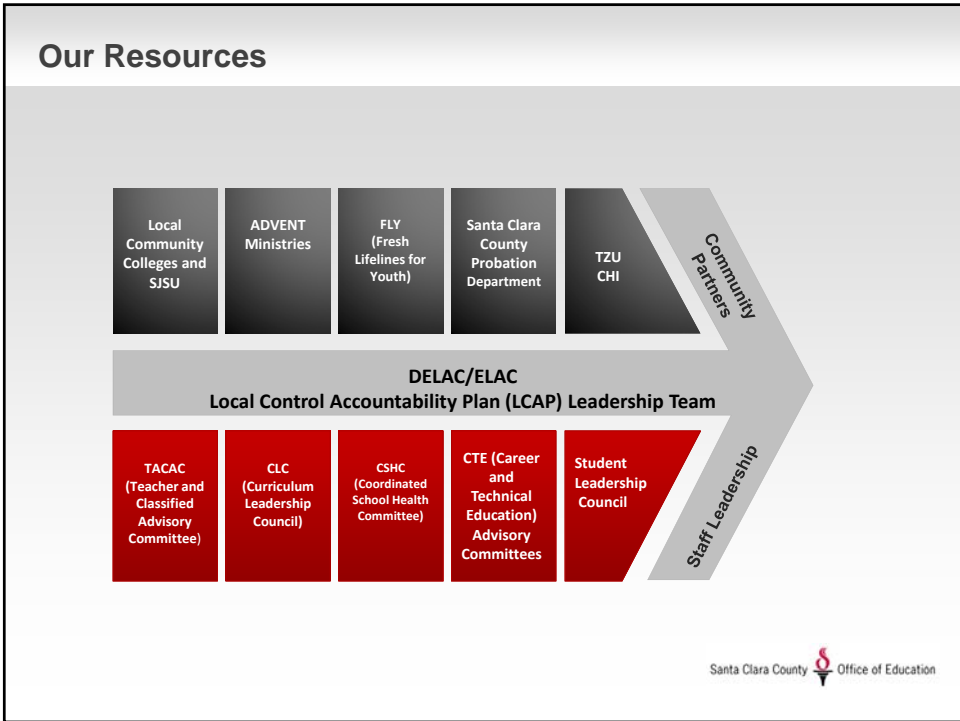 Our Resources
Local
Community
Colleges and
SJSU
ADVENT
Ministries
FLY
(Fresh
Lifelines for
Youth)
Santa Clara
County
Probation
Department
TZU
CHI
Community
Partners
DELAC/ELAC
Local Control Accountability Plan (LCAP) Leadership Team
TACAC
(Teacher and
Classified
Advisory
Committee)
CLC
(Curriculum
Leadership
Council)
CSHC
(Coordinated
School Health
Committee)
CTE (Career
and
Technical
Education)
Advisory
Committees
Student
Leadership
Council
Staff Leadership
Santa Clara County Office of Education